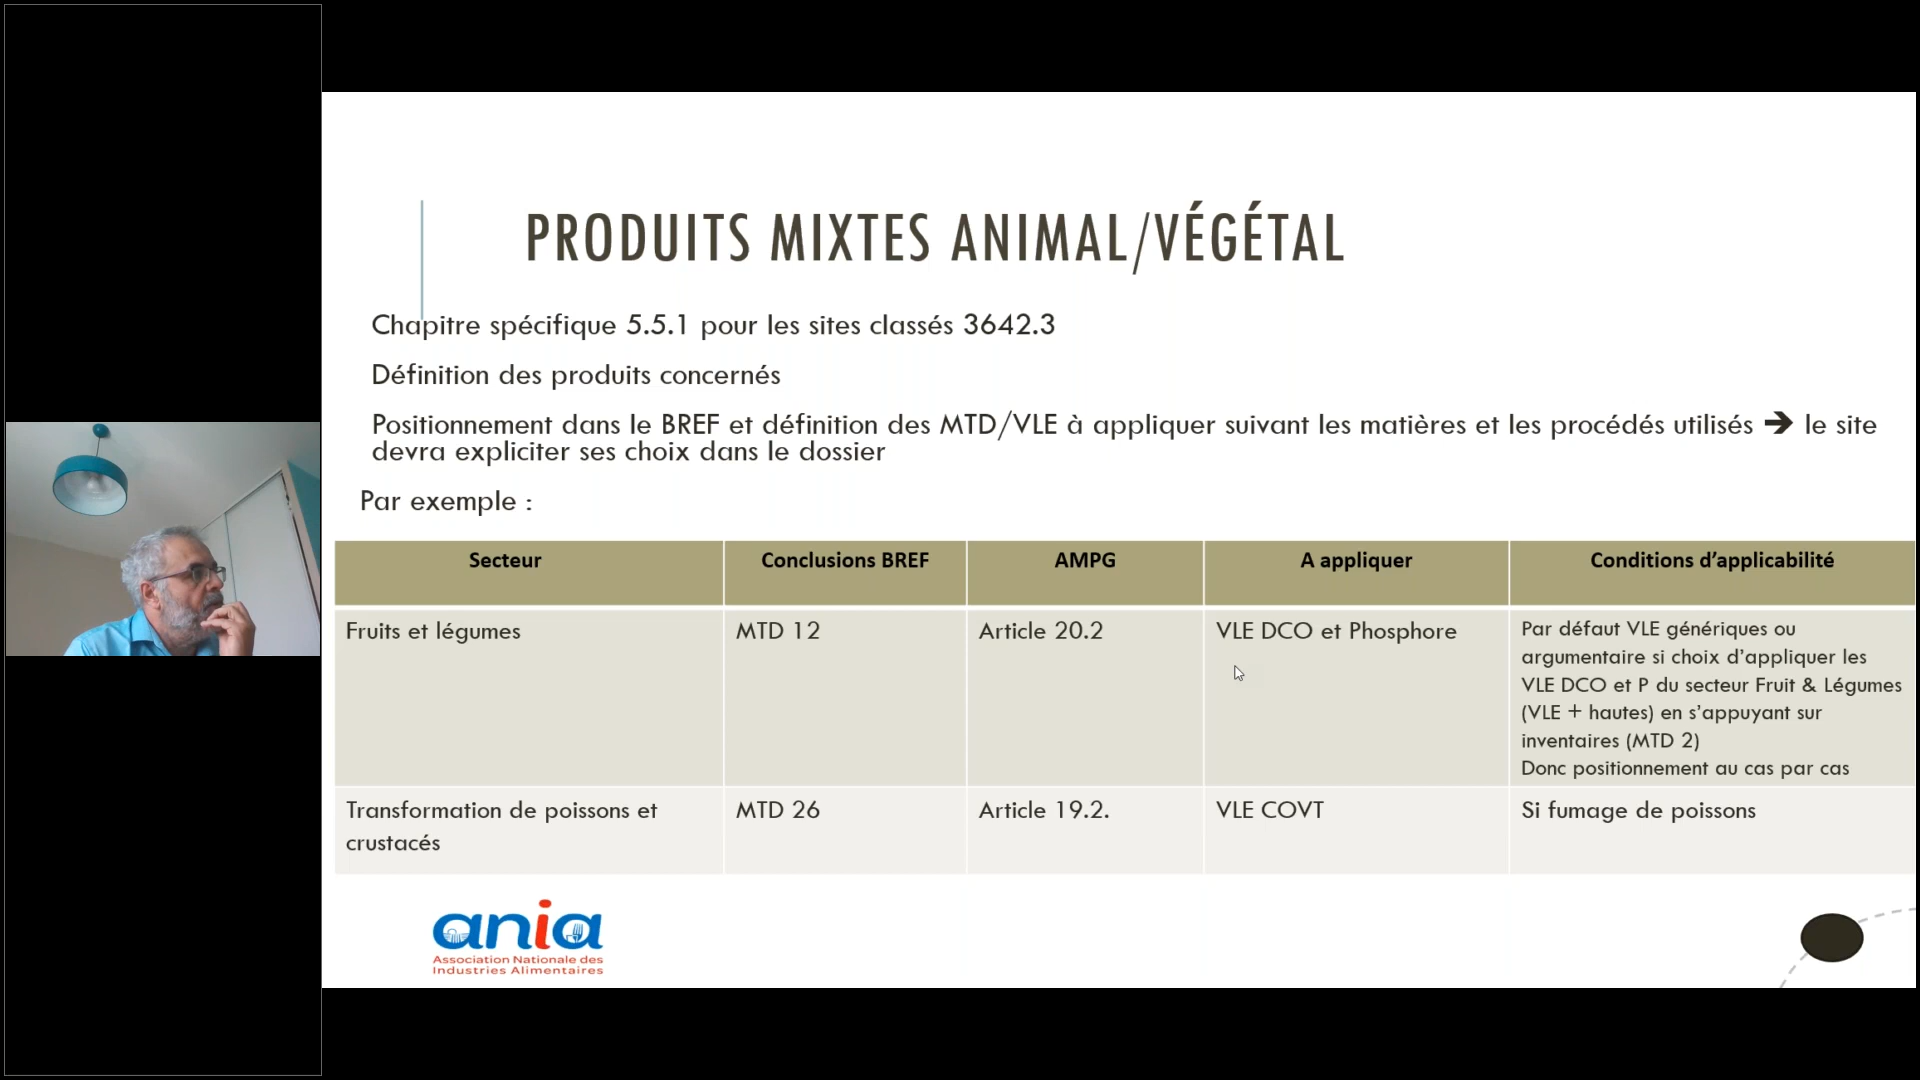 PRODUITS MIXTES ANIMAL/VÉGÉTAL
Chapitre spécifique 5.5.1 pour les sites classés 3642.3
Définition des produits concernés
Positionnement dans le BREF et définition des MTD/VLE à appliquer suivant les matières et les procédés utilisés ➔ le site
devra expliciter ses choix dans le dossier
Par exemple :
Secteur
Conclusions BREF
AMPG
A appliquer
Conditions d'applicabilité
Fruits et légumes
MTD 12
Article 20.2
VLE DCO et Phosphore
Par défaut VLE génériques ou
argumentaire si choix d'appliquer les
VLE DCO et P du secteur Fruit & Légumes
(VLE + hautes) en s'appuyant sur
inventaires (MTD 2)
Donc positionnement au cas par cas
Transformation de poissons et
crustacés
MTD 26
Article 19.2.
VLE COVT
Si fumage de poissons
ania
Association Nationale des
Industries Alimentaires